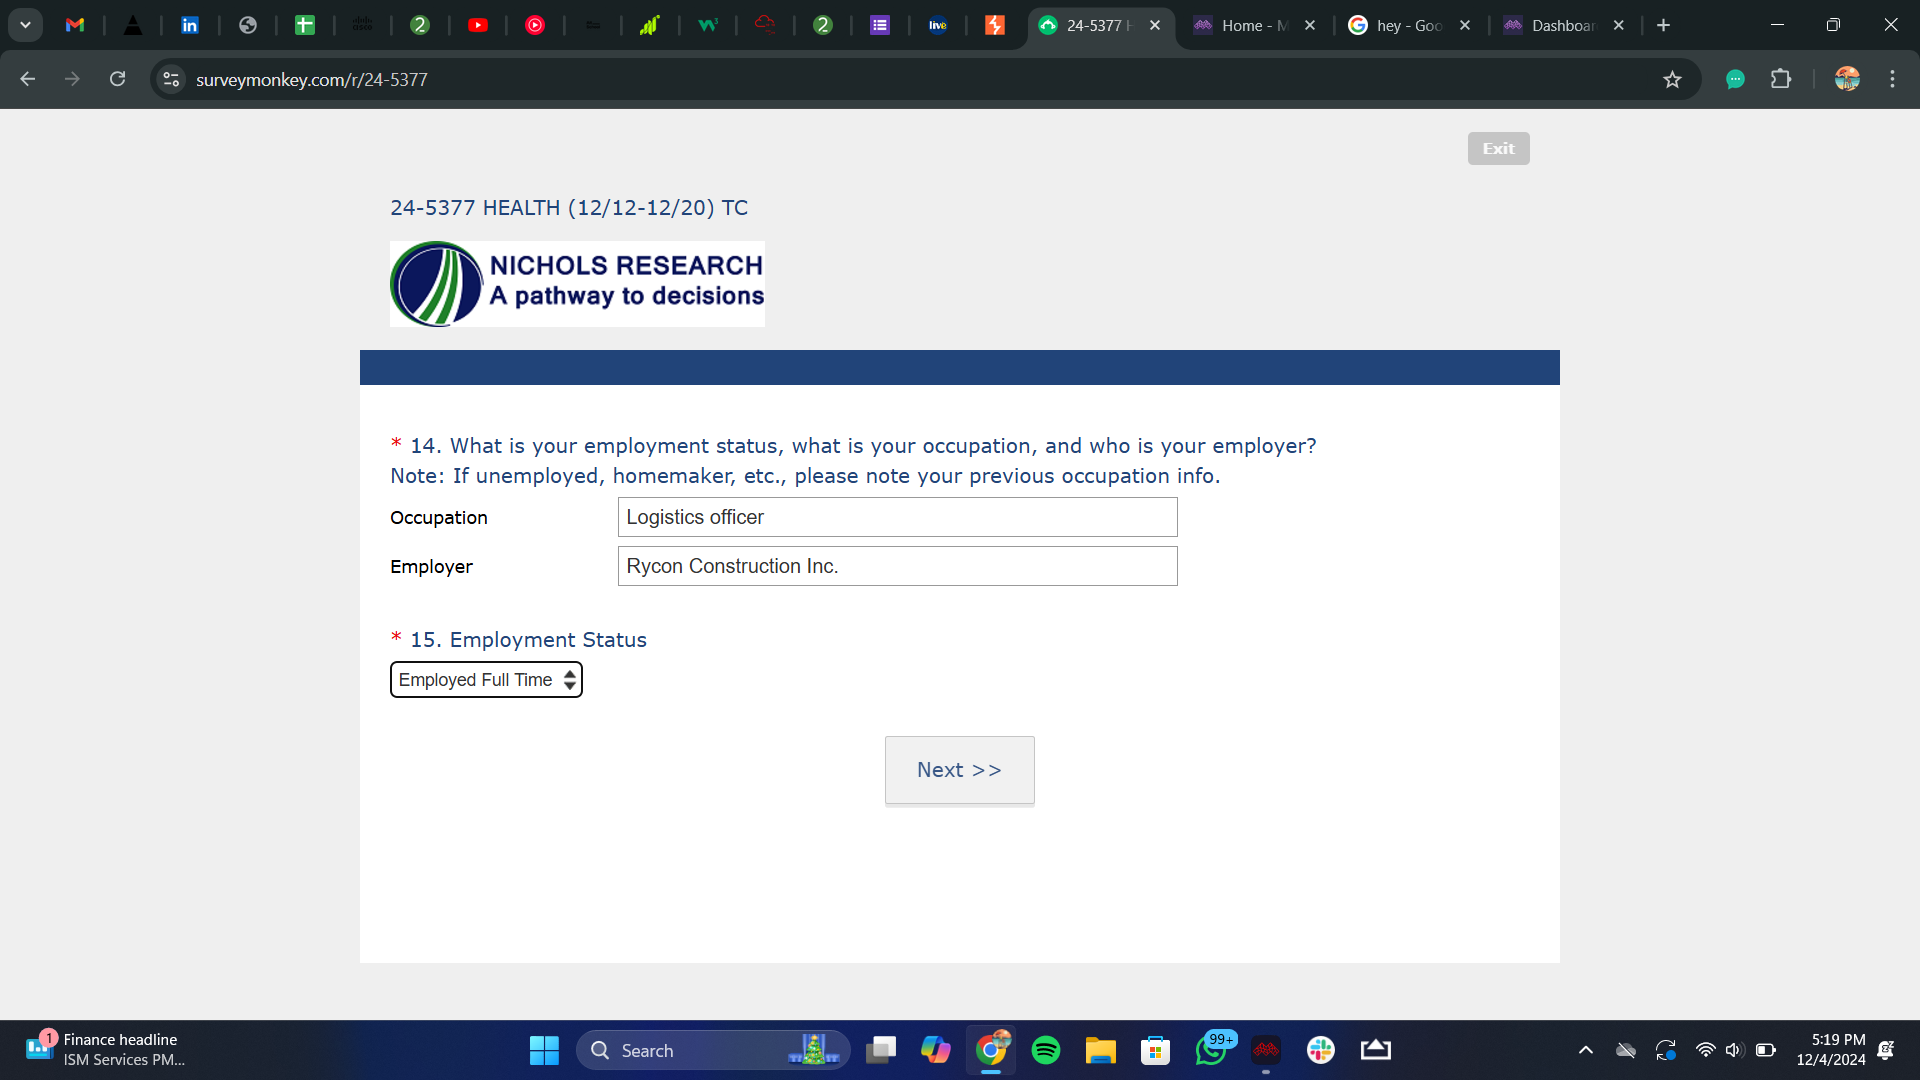 24-5377 H
Home - M
hey - Goo
Dashboar
surveymonkey.com/r/24-5377
Exit
24-5377 HEALTH (12/12-12/20) TC
NICHOLS RESEARCH
A pathway to decisions
* 14. What is your employment status, what is your occupation, and who is your employer?
Note: If unemployed, homemaker, etc., please note your previous occupation info.
Occupation
Logistics officer
Employer
Rycon Construction Inc.
* 15. Employment Status
Employed Full Time
Next >>
1
Finance headline
ISM Services PM...
Search
99+
5:19 PM
12/4/2024